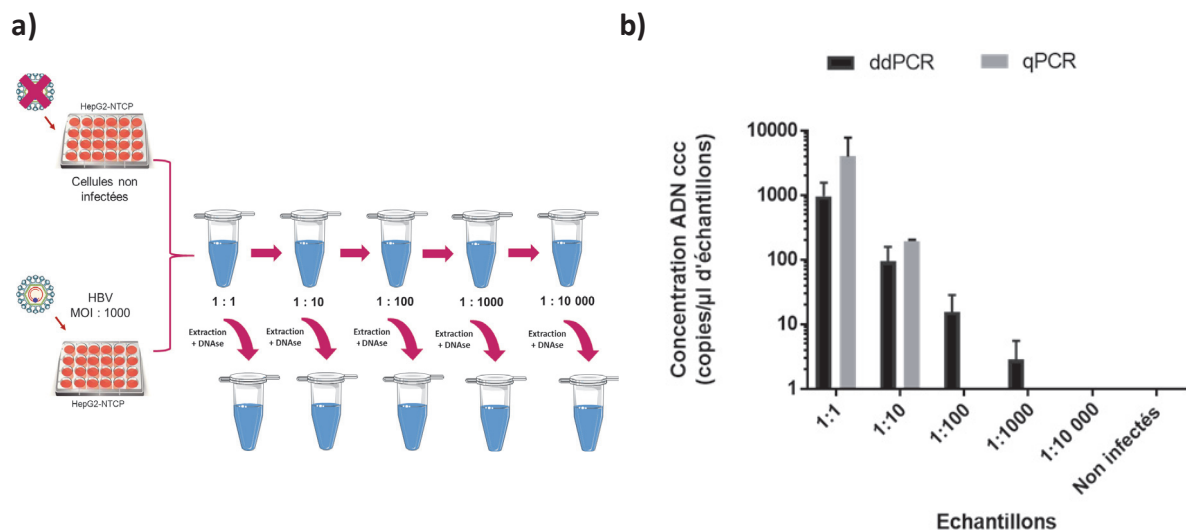 a)
HepG2-NTCP
Cellules non
infectées
HBV
MOI : 1000
HepG2-NTCP
1 : 1
1 : 10
1 : 100
1 : 1000
1 : 10 000
Extraction
+ DNAse
Extraction
+ DNAse
Extraction
+ DNAse
Extraction
+ DNAse
Extraction
+ DNAse
b)
ddPCR
qPCR
Concentration ADN ccc
(copies/µl d'échantillons)
10000
1000
100
10
1
1:1
1:10
1:100
1:1000
1:10 000
Non infectés
Echantillons